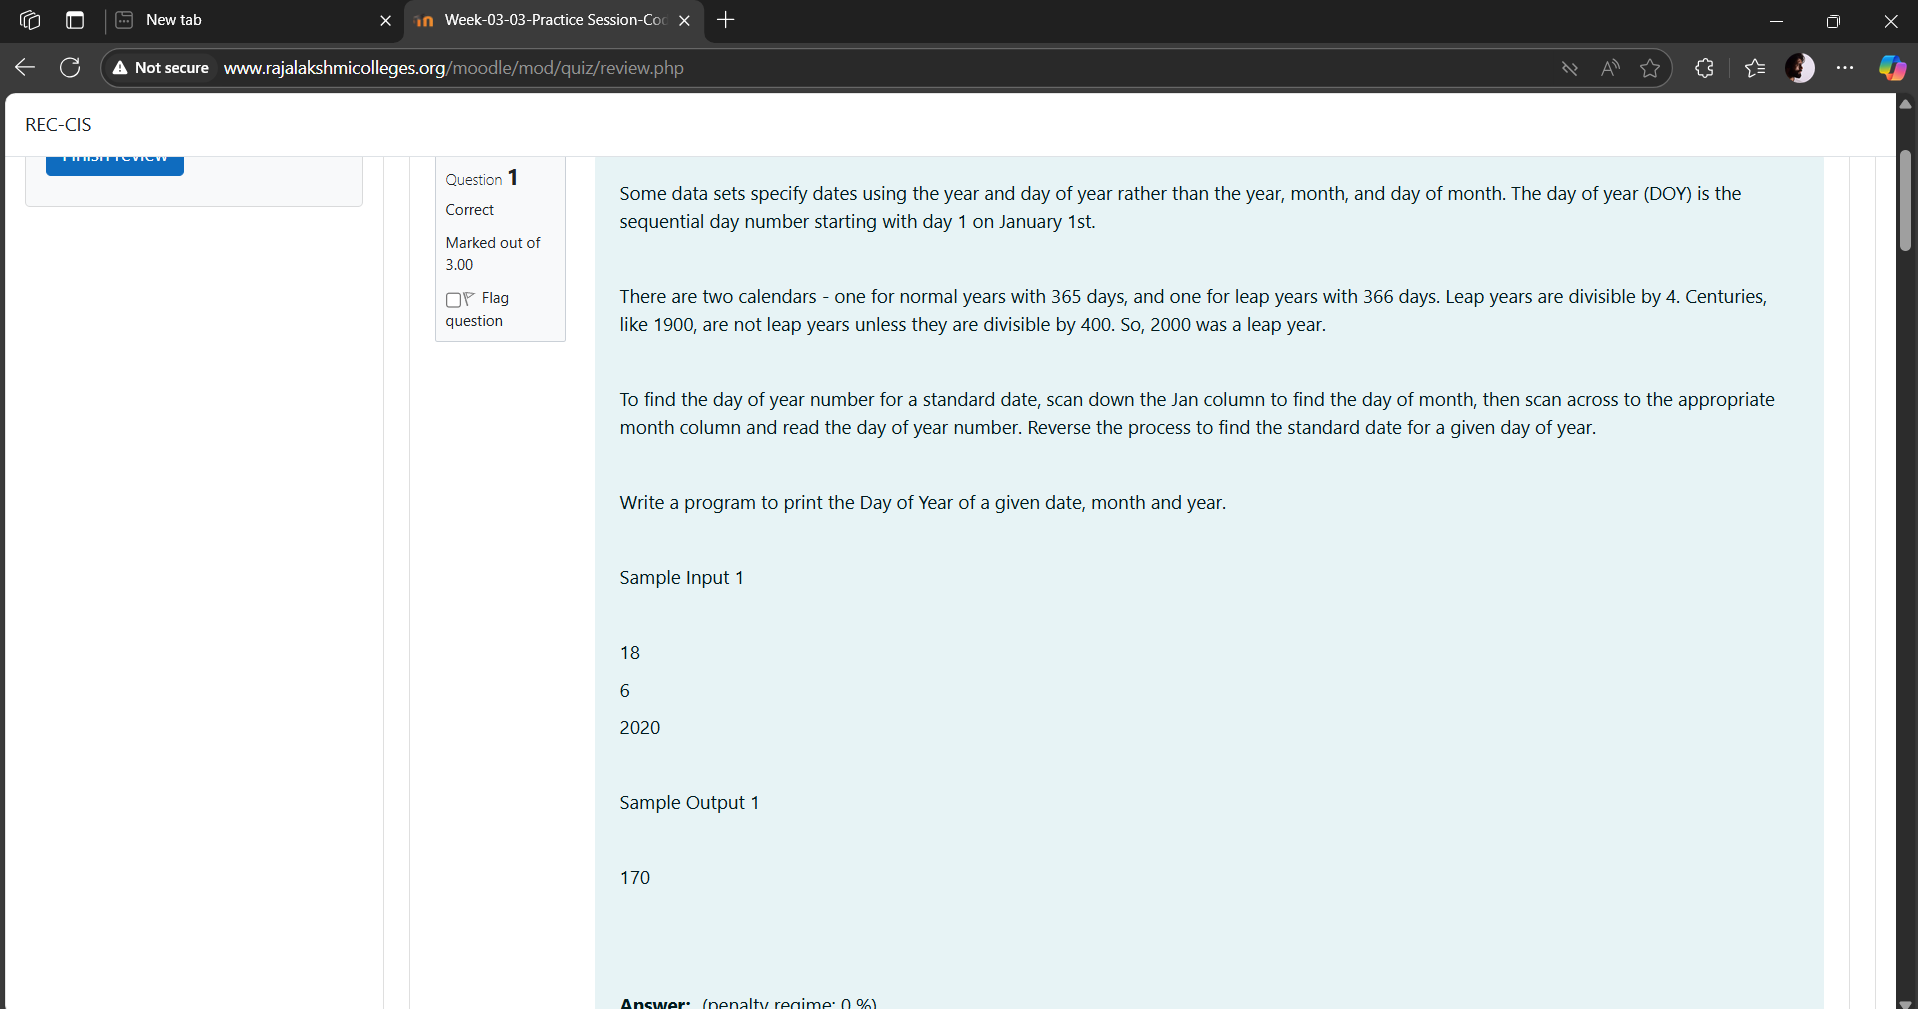 New tab
Week-03-03-Practice Session-Cod
Not secure www.rajalakshmicolleges.org/moodle/mod/quiz/review.php
REC-CIS
Finish review
Question 1
Correct
Marked out of
3.00
Flag
question
Some data sets specify dates using the year and day of year rather than the year, month, and day of month. The day of year (DOY) is the
sequential day number starting with day 1 on January 1st.
There are two calendars - one for normal years with 365 days, and one for leap years with 366 days. Leap years are divisible by 4. Centuries,
like 1900, are not leap years unless they are divisible by 400. So, 2000 was a leap year.
To find the day of year number for a standard date, scan down the Jan column to find the day of month, then scan across to the appropriate
month column and read the day of year number. Reverse the process to find the standard date for a given day of year.
Write a program to print the Day of Year of a given date, month and year.
Sample Input 1
18
6
2020
Sample Output 1
170
Answer: (penalty regime: 0 %)